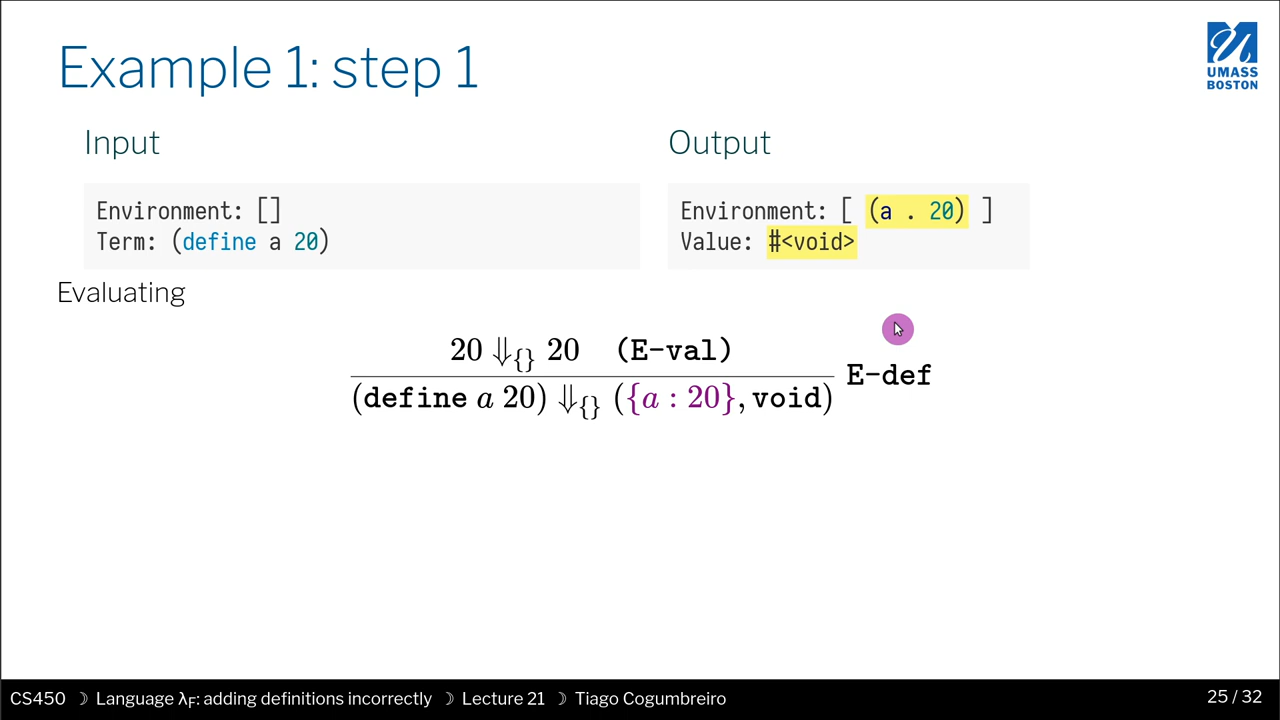 Example 1: step 1
UMASS
BOSTON
Input
Output
Environment: []
Term: (define a 20)
Environment: [ (a . 20) ]
Value: #<void>
Evaluating
20 ⇓{} 20 (E-val)
(define a 20) ⇓{} ({a : 20}, void)
E-def
CS450 ☽ Language λF: adding definitions incorrectly ☽ Lecture 21 ☽ Tiago Cogumbreiro
25 / 32